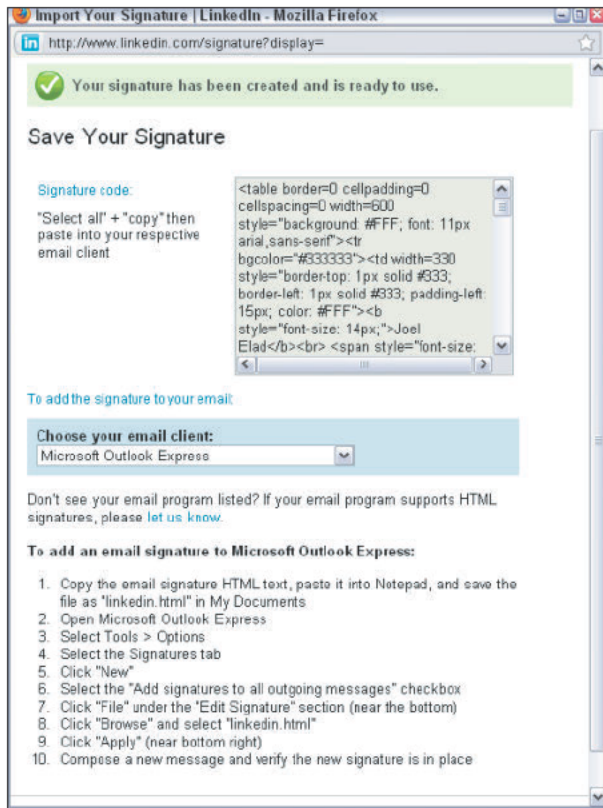 Import Your Signature | LinkedIn - Mozilla Firefox
in http://www.linkedin.com/signature?display=
Your signature has been created and is ready to use.
Save Your Signature
Signature code:
"Select all" + "copy" then
paste into your respective
email client
<table border=0 cellpadding=0
cellspacing=0 width=600
style="background: #FFF; font: 11px
arial,sans-serif"><tr
bgcolor="#333333"><td width=330
style="border-top: 1px solid #333;
border-left: 1px solid #333; padding-left:
15px; color: #FFF"><b
style="font-size: 14px;">Joel
Elad</b><br> <span style="font-size:
To add the signature to your email:
Choose your email client:
Microsoft Outlook Express
Don't see your email program listed? If your email program supports HTML
signatures, please let us know.
To add an email signature to Microsoft Outlook Express:
1. Copy the email signature HTML text, paste it into Notepad, and save the
file as "linkedin.html" in My Documents
2. Open Microsoft Outlook Express
3. Select Tools > Options
4. Select the Signatures tab
5. Click "New"
6. Select the "Add signatures to all outgoing messages" checkbox
7. Click "File" under the "Edit Signature" section (near the bottom)
8. Click "Browse" and select "linkedin.html"
9. Click "Apply" (near bottom right)
10. Compose a new message and verify the new signature is in place